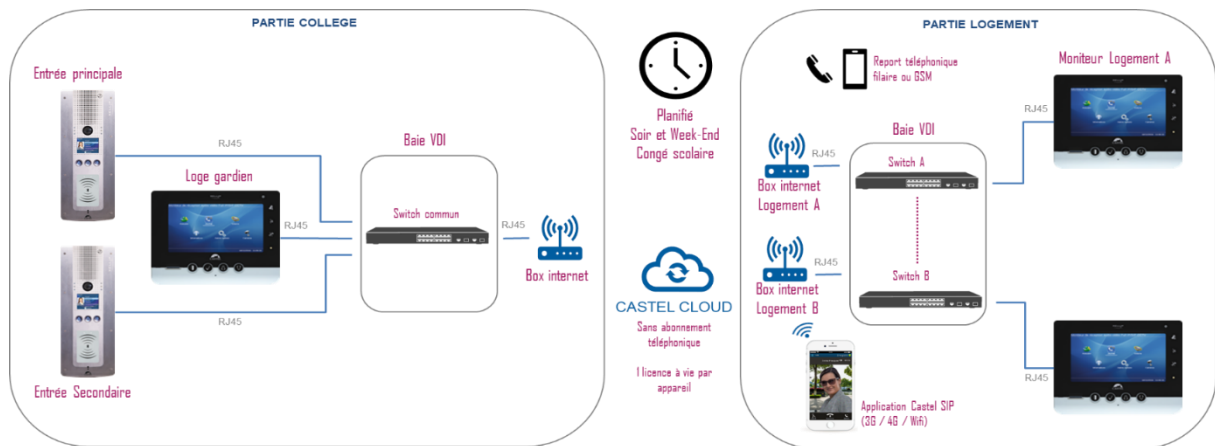 PARTIE COLLEGE
Entrée principale
RJ45
Loge gardien
RJ45
Baie VDI
Switch commun
RJ45
Box internet
RJ45
Entrée Secondaire
Planifié
Soir et Week-End
Congé scolaire
CASTEL CLOUD
Sans abonnement
téléphonique
1 licence à vie par
appareil
PARTIE LOGEMENT
Report téléphonique
filaire ou GSM
Moniteur Logement A
RJ45
Baie VDI
RJ45
Switch A
Box internet
Logement A
RJ45
Switch B
Box internet
Logement B
RJ45
Application Castel SIP
(3G / 4G / Wifi)